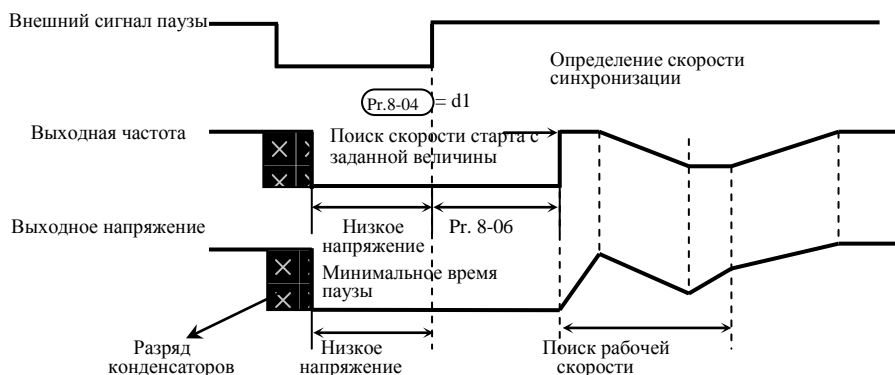 Внешний сигнал паузы
Определение скорости
синхронизации
Pr.8-04 = d1
Выходная частота
Поиск скорости старта с
заданной величины
Выходное напряжение
Низкое
напряжение
Pr. 8-06
Минимальное время
паузы
Разряд
конденсаторов
Низкое
напряжение
Поиск рабочей
скорости